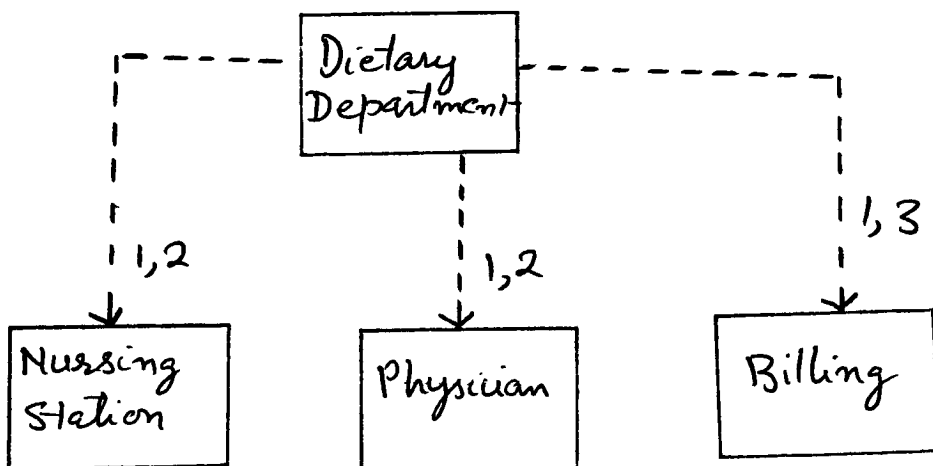 Dietary
Department
1,2
1,2
1,3
Nursing
Station
Physician
Billing